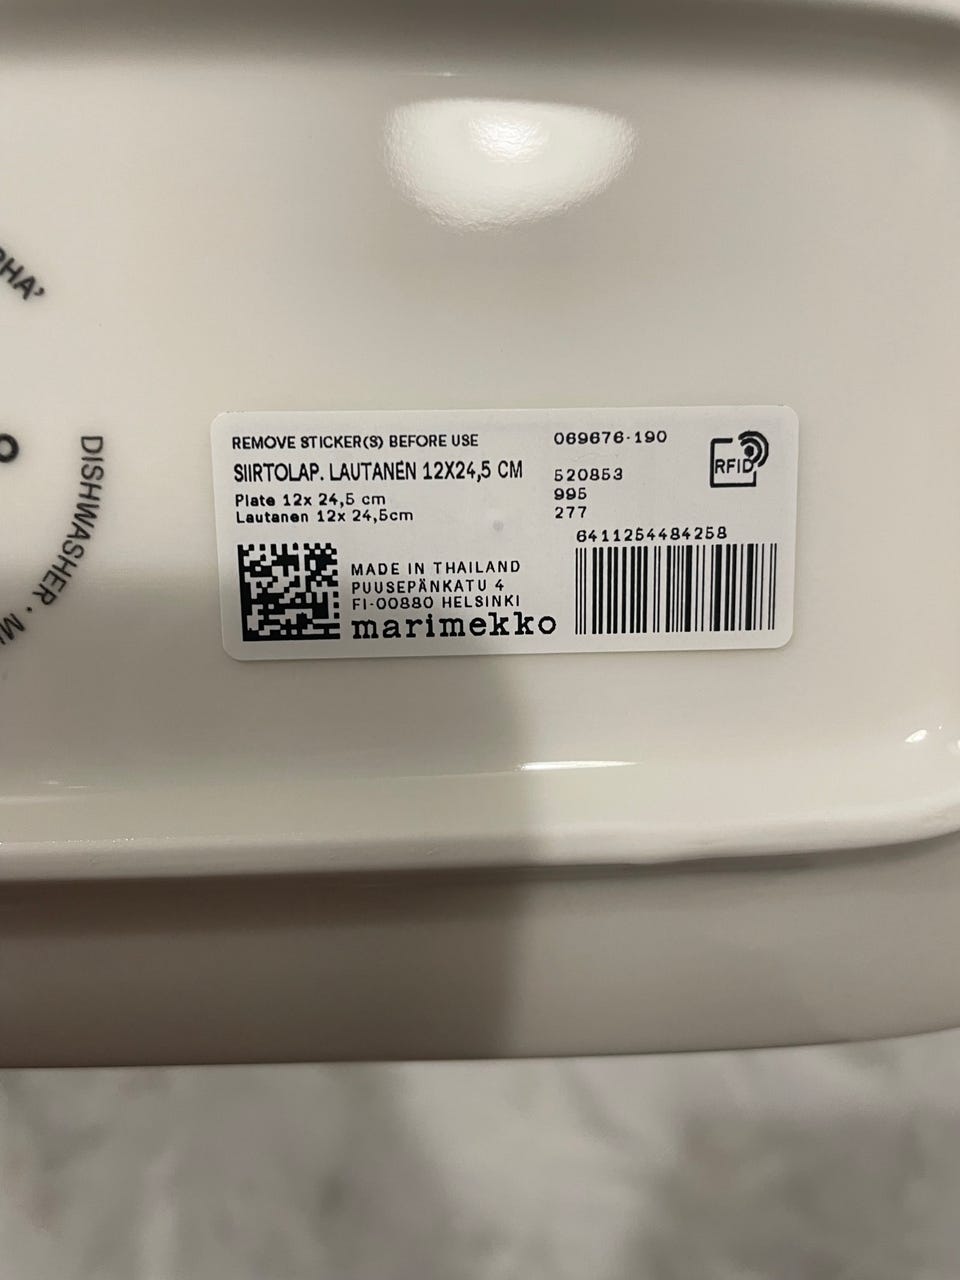 DISHWASHER · M
REMOVE STICKER(S) BEFORE USE
SIIRTOLAP. LAUTANEN 12X24,5 CM
Plate 12x 24,5 cm
Lautanen 12x 24,5cm
MADE IN THAILAND
PUUSEPÄNKATU 4
FI-00880 HELSINKI
marimekko
069676-190
520853
995
277
6411254484258
RFID